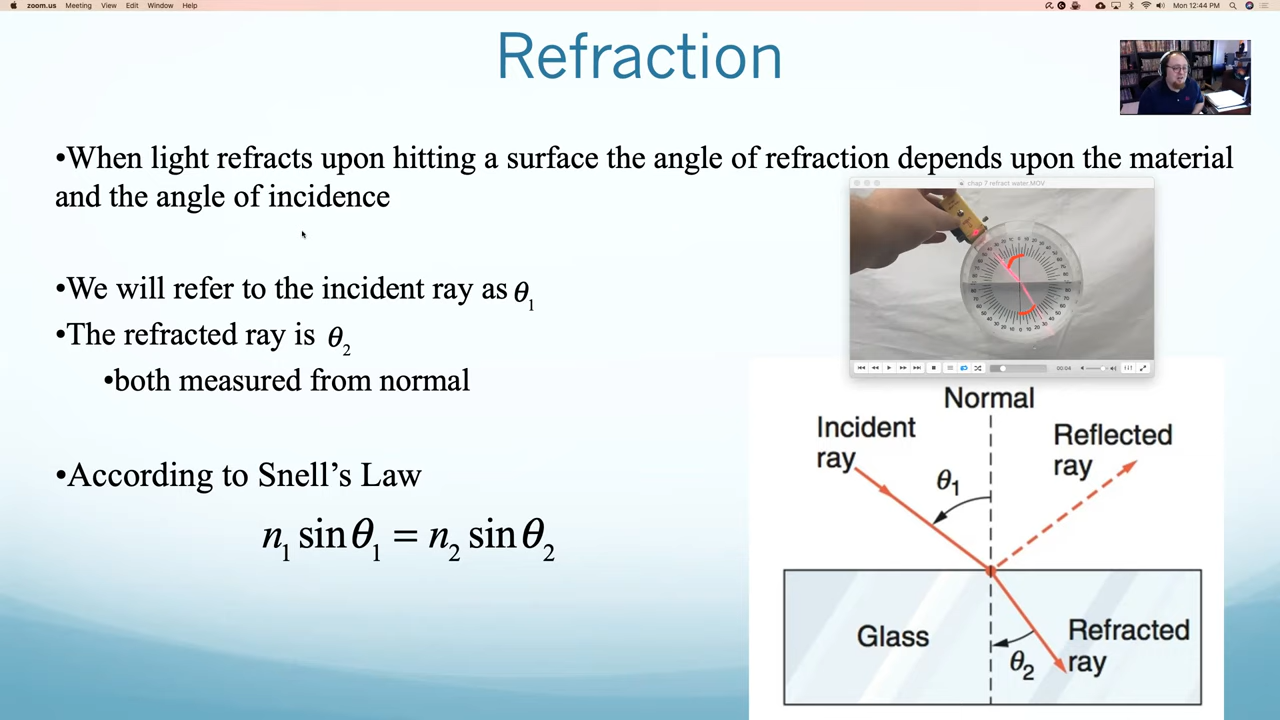 zoom.us Meeting View Edit Window Help Mon 12:44 PM
Refraction
•When light refracts upon hitting a surface the angle of refraction depends upon the material
and the angle of incidence
chap 7 refract water.MOV
•We will refer to the incident ray as θ1
•The refracted ray is θ2
•both measured from normal
00:04
•According to Snell's Law
n1 sinθ1 = n2 sinθ2
Normal
Incident
ray
Reflected
ray
θ1
Glass
Refracted
ray
θ2